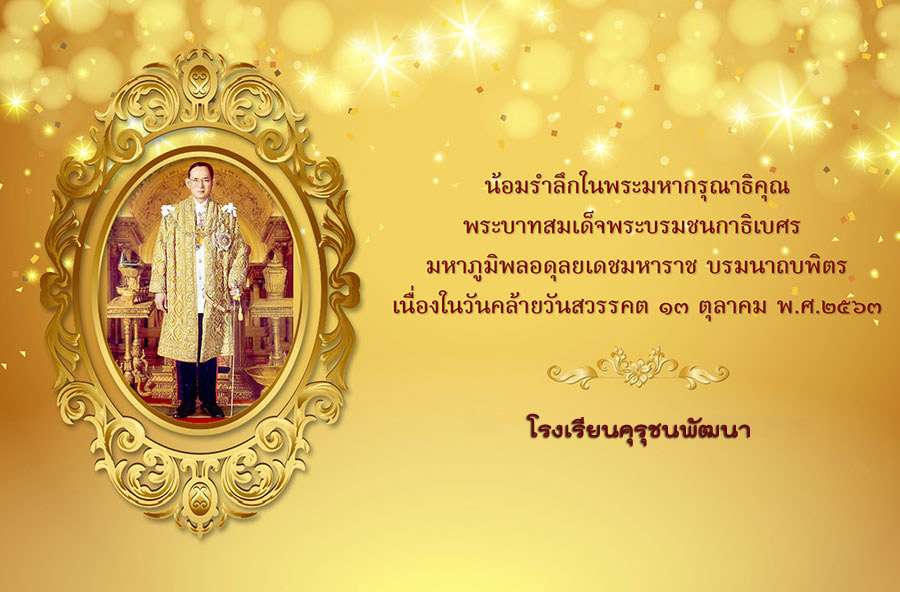 น้อมรำลึกในพระมหากรุณาธิคุณ
พระบาทสมเด็จพระบรมชนกาธิเบศร
มหาภูมิพลอดุลยเดชมหาราช บรมนาถบพิตร
เนื่องในวันคล้ายวันสวรรคต ๑๓ ตุลาคม พ.ศ.๒๕๖๓
โรงเรียนคุรุชนพัฒนา